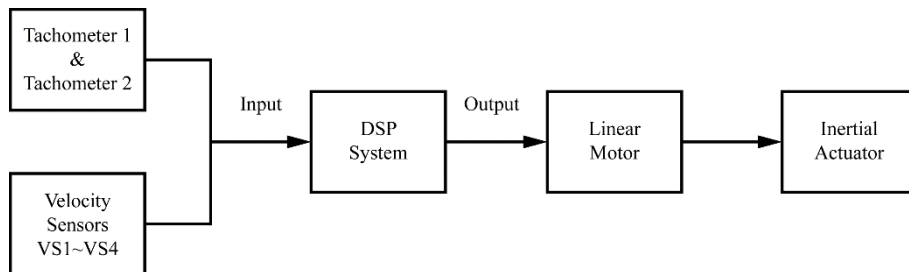 Tachometer 1
&
Tachometer 2
Velocity
Sensors
VS1~VS4
Input
DSP
System
Output
Linear
Motor
Inertial
Actuator